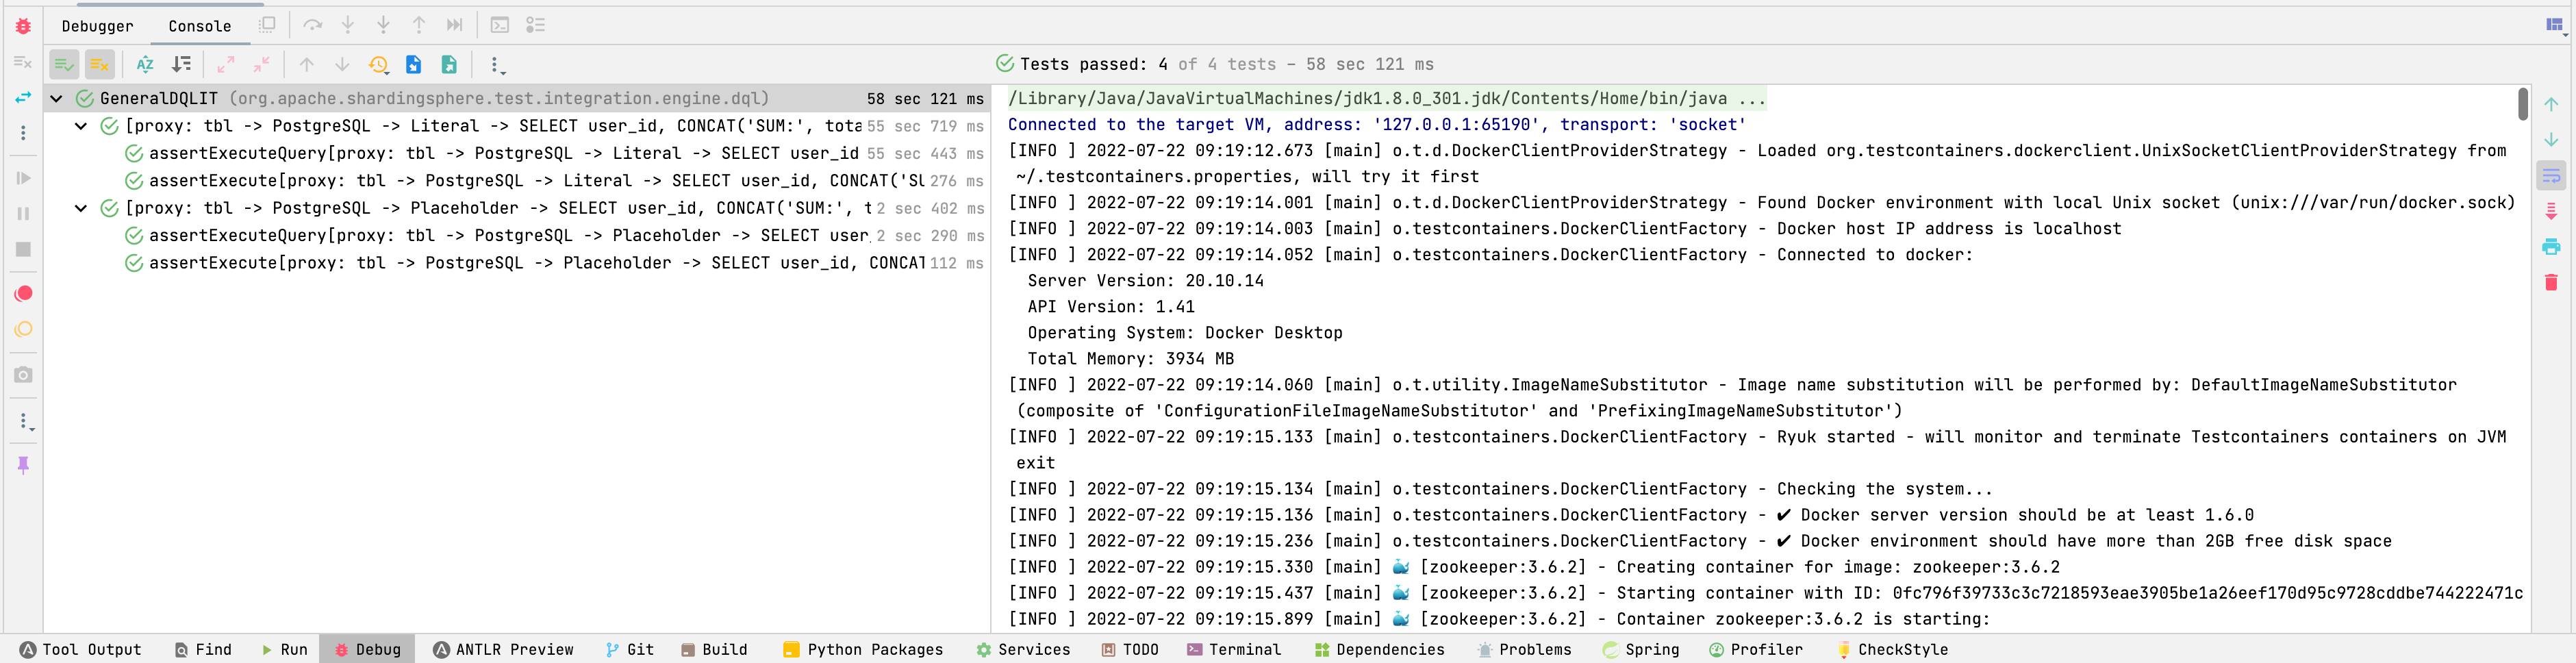 Debugger Console
Tests passed: 4 of 4 tests – 58 sec 121 ms
GeneralDQLIT (org.apache.shardingsphere.test.integration.engine.dql) 58 sec 121 ms
[proxy: tbl -> PostgreSQL -> Literal -> SELECT user_id, CONCAT('SUM:', tota 55 sec 719 ms
assertExecuteQuery[proxy: tbl -> PostgreSQL -> Literal -> SELECT user_id 55 sec 443 ms
assertExecute[proxy: tbl -> PostgreSQL -> Literal -> SELECT user_id, CONCAT('SU 276 ms
[proxy: tbl -> PostgreSQL -> Placeholder -> SELECT user_id, CONCAT('SUM:', t 2 sec 402 ms
assertExecuteQuery[proxy: tbl -> PostgreSQL -> Placeholder -> SELECT user_ 2 sec 290 ms
assertExecute[proxy: tbl -> PostgreSQL -> Placeholder -> SELECT user_id, CONCAT 112 ms
/Library/Java/JavaVirtualMachines/jdk1.8.0_301.jdk/Contents/Home/bin/java ...
Connected to the target VM, address: '127.0.0.1:65190', transport: 'socket'
[INFO ] 2022-07-22 09:19:12.673 [main] o.t.d.DockerClientProviderStrategy - Loaded org.testcontainers.dockerclient.UnixSocketClientProviderStrategy from
~/.testcontainers.properties, will try it first
[INFO ] 2022-07-22 09:19:14.001 [main] o.t.d.DockerClientProviderStrategy - Found Docker environment with local Unix socket (unix:///var/run/docker.sock)
[INFO ] 2022-07-22 09:19:14.003 [main] o.testcontainers.DockerClientFactory - Docker host IP address is localhost
[INFO ] 2022-07-22 09:19:14.052 [main] o.testcontainers.DockerClientFactory - Connected to docker:
Server Version: 20.10.14
API Version: 1.41
Operating System: Docker Desktop
Total Memory: 3934 MB
[INFO ] 2022-07-22 09:19:14.060 [main] o.t.utility.ImageNameSubstitutor - Image name substitution will be performed by: DefaultImageNameSubstitutor
(composite of 'ConfigurationFileImageNameSubstitutor' and 'PrefixingImageNameSubstitutor')
[INFO ] 2022-07-22 09:19:15.133 [main] o.testcontainers.DockerClientFactory - Ryuk started - will monitor and terminate Testcontainers containers on JVM
exit
[INFO ] 2022-07-22 09:19:15.134 [main] o.testcontainers.DockerClientFactory - Checking the system...
[INFO ] 2022-07-22 09:19:15.136 [main] o.testcontainers.DockerClientFactory - ✔ Docker server version should be at least 1.6.0
[INFO ] 2022-07-22 09:19:15.236 [main] o.testcontainers.DockerClientFactory - ✔ Docker environment should have more than 2GB free disk space
[INFO ] 2022-07-22 09:19:15.330 [main] 🐳 [zookeeper:3.6.2] - Creating container for image: zookeeper:3.6.2
[INFO ] 2022-07-22 09:19:15.437 [main] 🐳 [zookeeper:3.6.2] - Starting container with ID: 0fc796f39733c3c7218593eae3905be1a26eef170d95c9728cddbe744222471c
[INFO ] 2022-07-22 09:19:15.899 [main] 🐳 [zookeeper:3.6.2] - Container zookeeper:3.6.2 is starting:
Tool Output Find Run Debug ANTLR Preview Git Build Python Packages Services TODO Terminal Dependencies Problems Spring Profiler CheckStyle